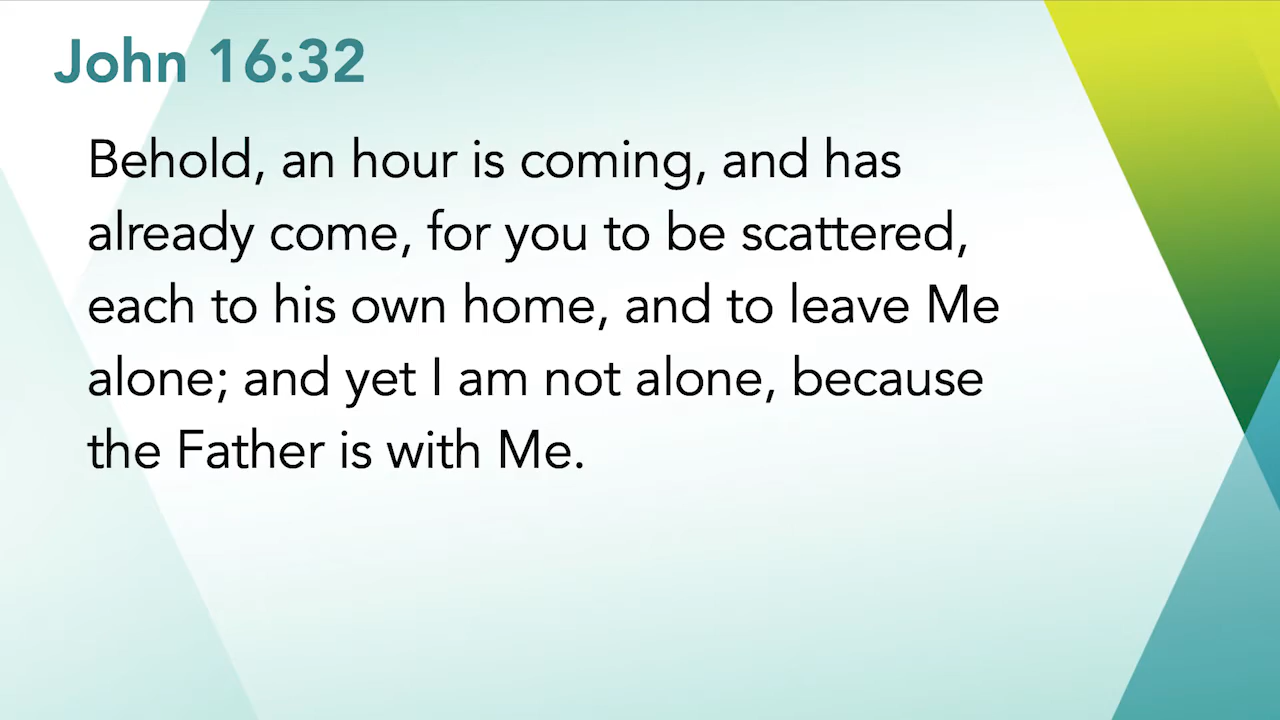 John 16:32
Behold, an hour is coming, and has
already come, for you to be scattered,
each to his own home, and to leave Me
alone; and yet I am not alone, because
the Father is with Me.